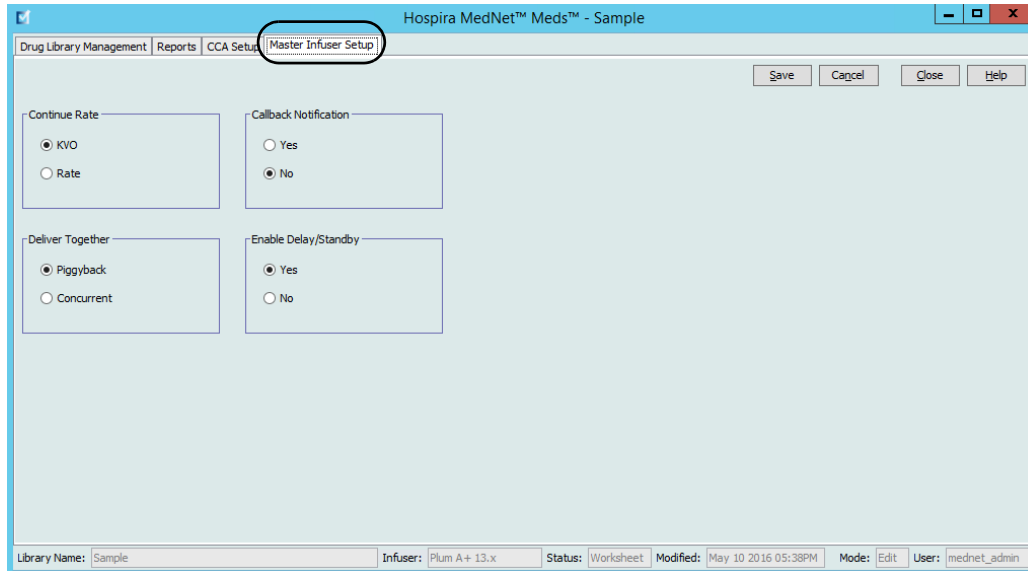 Hospira MedNet™ Meds™ - Sample
Drug Library Management Reports CCA Setup Master Infuser Setup
Save Cancel Close Help
Continue Rate Callback Notification
KVO Yes
Rate No
Deliver Together Enable Delay/Standby
Piggyback Yes
Concurrent No
Library Name: Sample Infuser: Plum A+ 13.x Status: Worksheet Modified: May 10 2016 05:38PM Mode: Edit User: mednet_admin